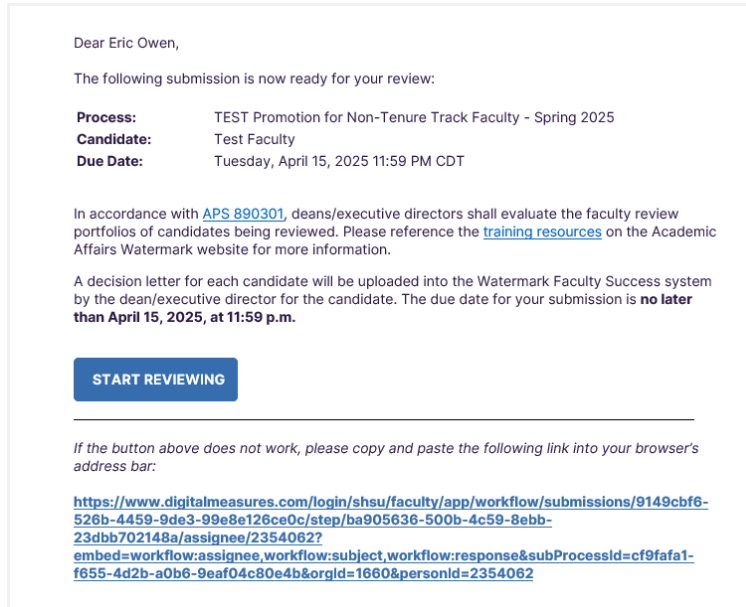 Dear Eric Owen,
The following submission is now ready for your review:
Process: TEST Promotion for Non-Tenure Track Faculty - Spring 2025
Candidate: Test Faculty
Due Date: Tuesday, April 15, 2025 11:59 PM CDT
In accordance with APS 890301, deans/executive directors shall evaluate the faculty review
portfolios of candidates being reviewed. Please reference the training resources on the Academic
Affairs Watermark website for more information.
A decision letter for each candidate will be uploaded into the Watermark Faculty Success system
by the dean/executive director for the candidate. The due date for your submission is no later
than April 15, 2025, at 11:59 p.m.
START REVIEWING
If the button above does not work, please copy and paste the following link into your browser's
address bar:
https://www.digitalmeasures.com/login/shsu/faculty/app/workflow/submissions/9149cbf6-
526b-4459-9de3-99e8e126ce0c/step/ba905636-500b-4c59-8ebb-
23dbb702148a/assignee/2354062?
embed=workflow:assignee,workflow:subject,workflow:response&subProcessId=cf9fafa1-
f655-4d2b-a0b6-9eaf04c80e4b&orgId=1660&personId=2354062